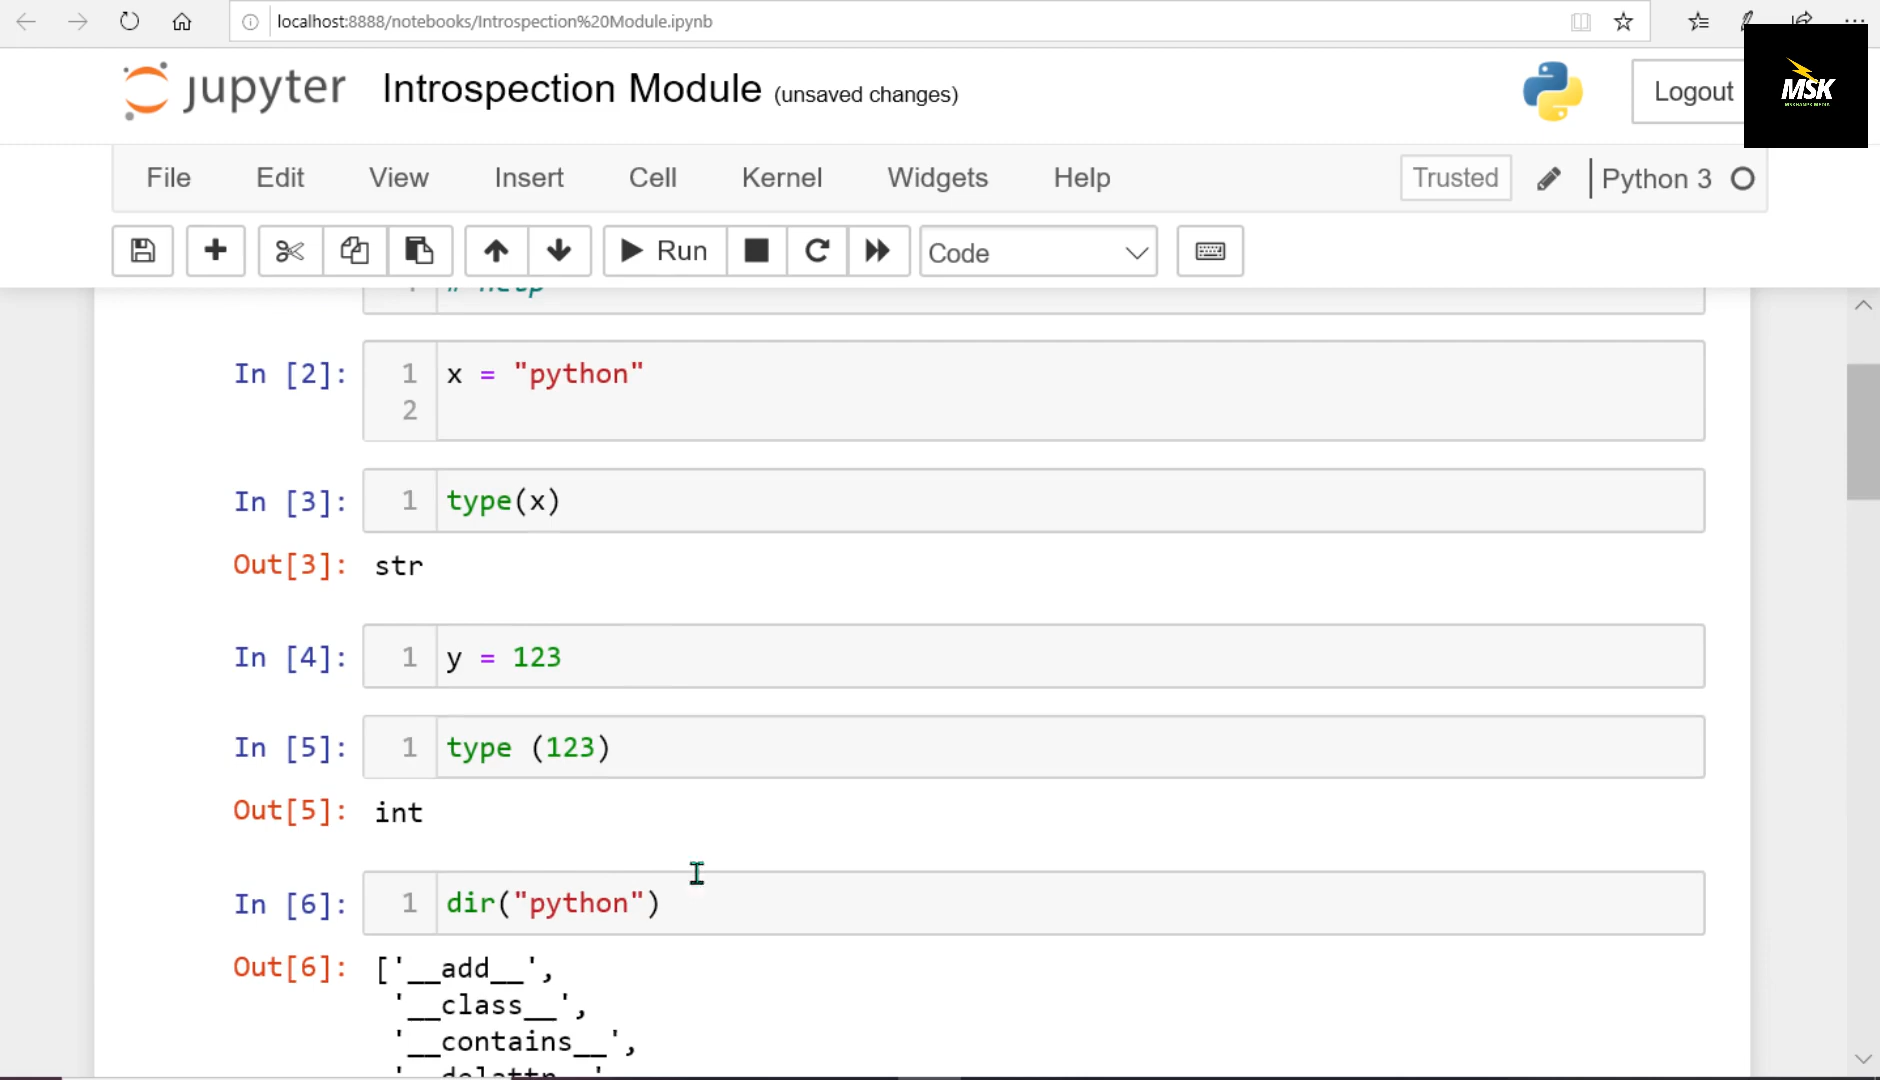 localhost:8888/notebooks/Introspection%20Module.ipynb
jupyter Introspection Module (unsaved changes)
Logout
MSK
File Edit View Insert Cell Kernel Widgets Help Trusted Python 3
Run Code
# help
In [2]: 1 x = "python"
2
In [3]: 1 type(x)
Out[3]: str
In [4]: 1 y = 123
In [5]: 1 type (123)
Out[5]: int
In [6]: 1 dir("python")
Out[6]: ['__add__',
'__class__',
'__contains__',